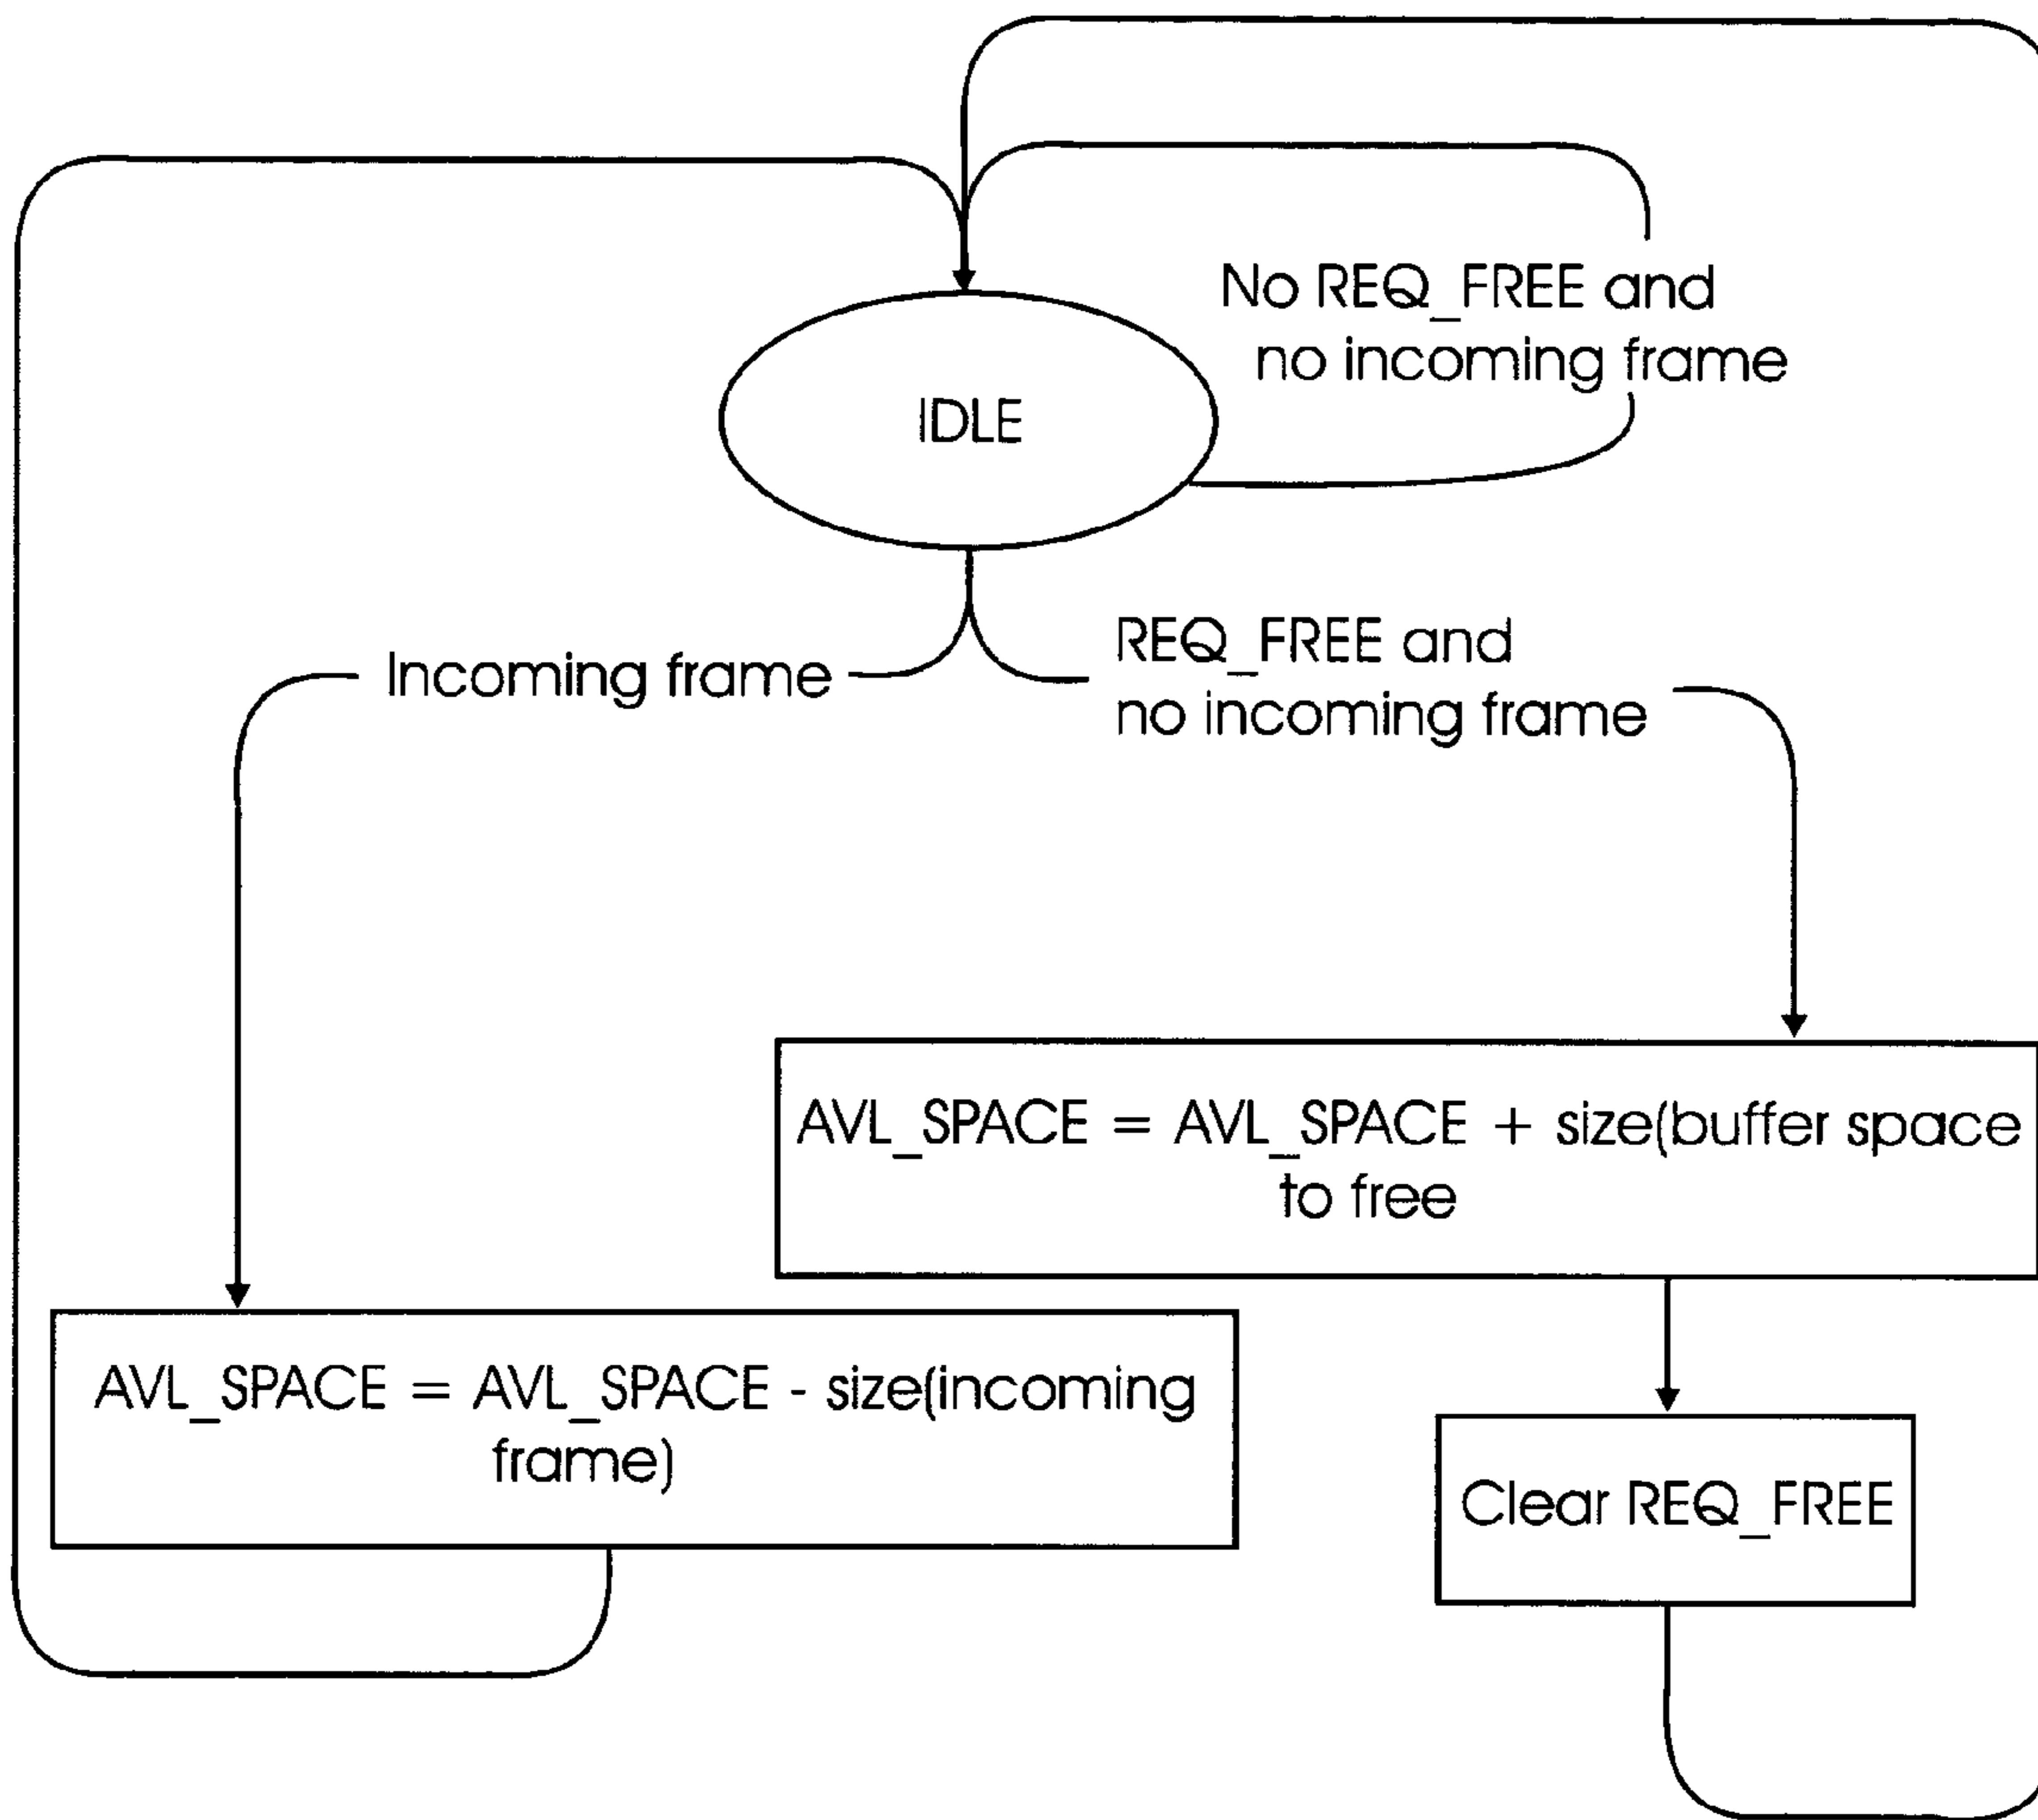 No REQ_FREE and
no incoming frame
IDLE
Incoming frame
REQ_FREE and
no incoming frame
AVL_SPACE = AVL_SPACE + size(buffer space
to free
AVL_SPACE = AVL_SPACE - size(incoming
frame)
Clear REQ_FREE